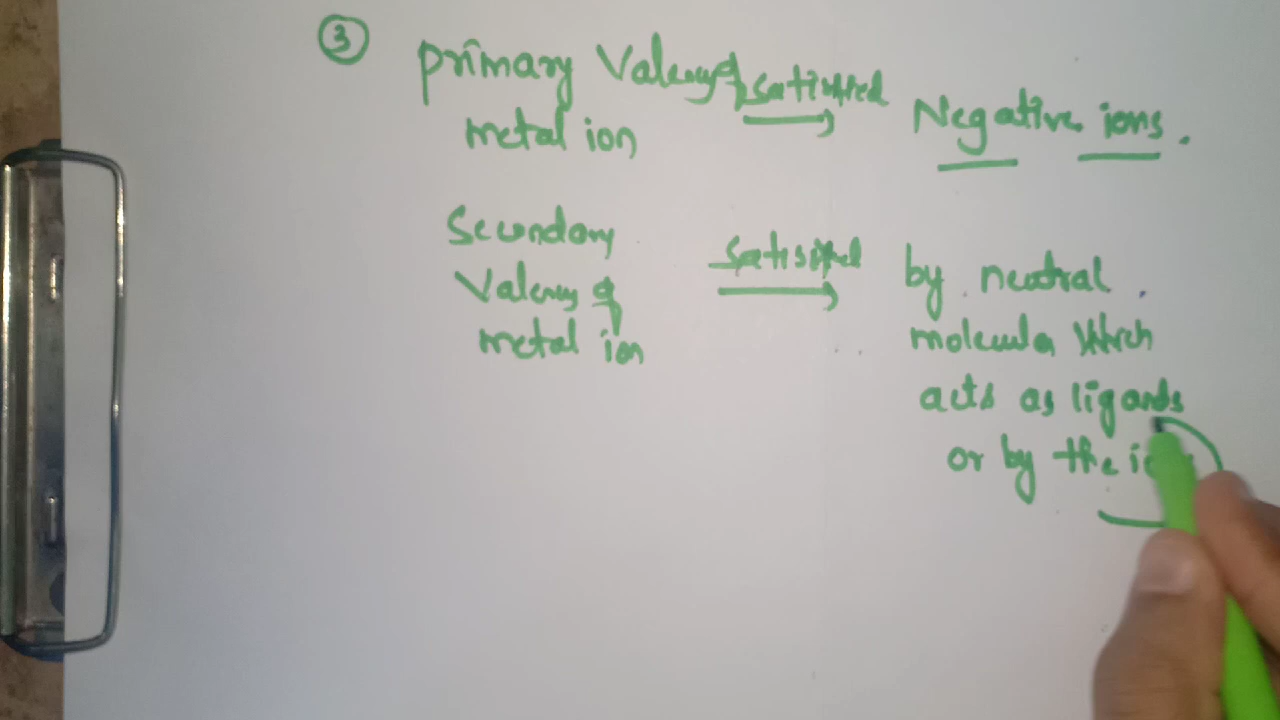 ③ primary Valency of satisfied Negative ions.
metal ion
Secondary
Valency of
metal ion
satisified
by neutral
molecules which
acts as ligands
or by the